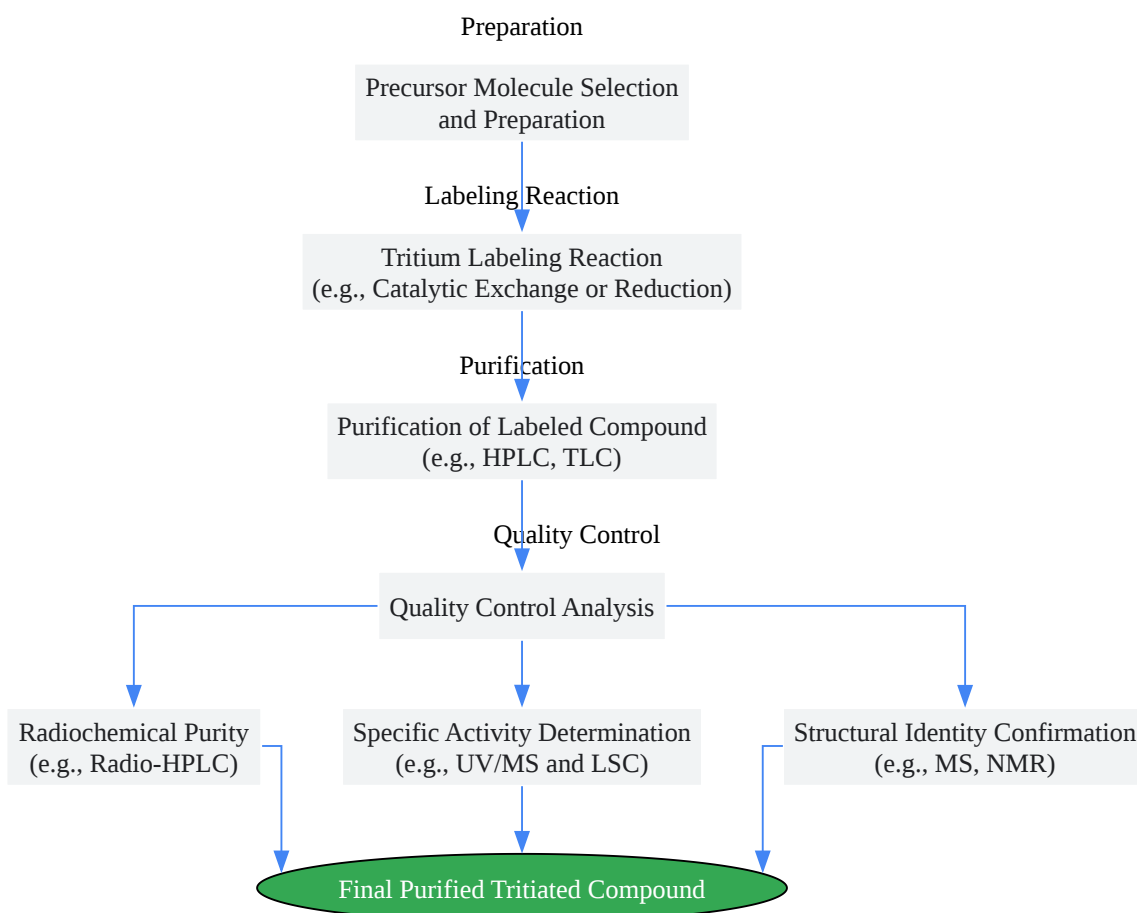 Preparation
Precursor Molecule Selection
and Preparation
Labeling Reaction
Tritium Labeling Reaction
(e.g., Catalytic Exchange or Reduction)
Purification
Purification of Labeled Compound
(e.g., HPLC, TLC)
Quality Control
Quality Control Analysis
Radiochemical Purity
(e.g., Radio-HPLC)
Specific Activity Determination
(e.g., UV/MS and LSC)
Structural Identity Confirmation
(e.g., MS, NMR)
Final Purified Tritiated Compound